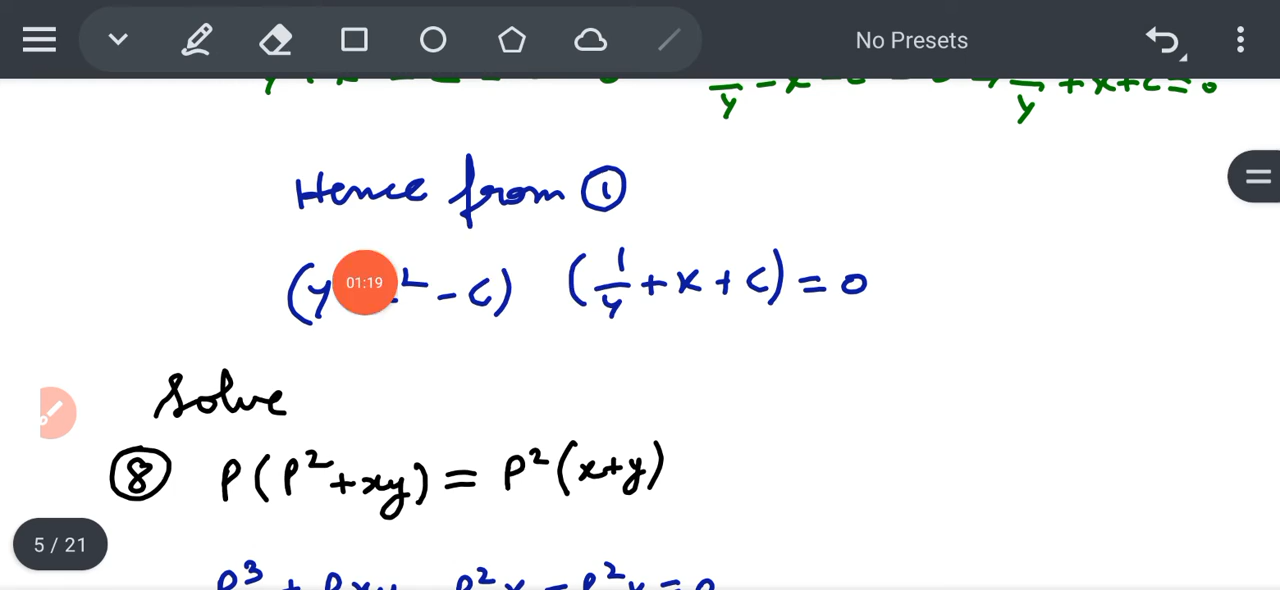 No Presets
Hence from ①
(y - c) (1/y + x + c) = 0
01:19
Solve
⑧ P(P² + xy) = P²(x+y)
5 / 21